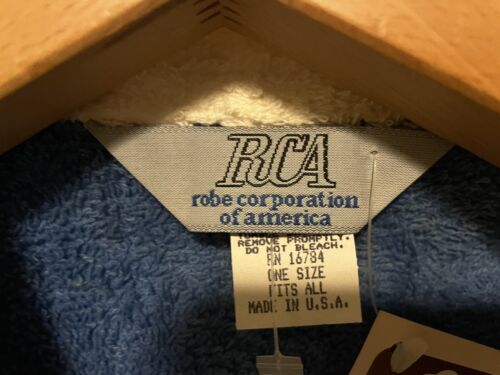 RCA
robe corporation
of america
REMOVE PROMPTLY.
DO NOT BLEACH.
RN 16784
ONE SIZE
FITS ALL
MADE IN U.S.A.